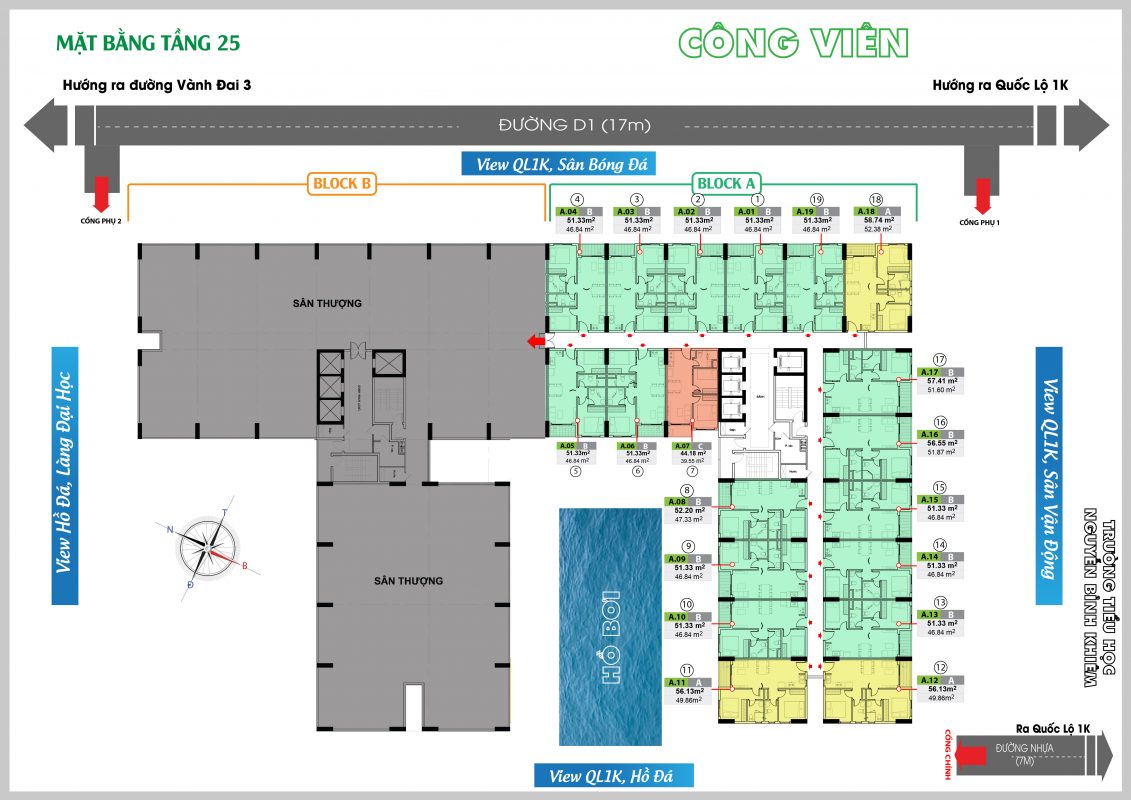 MẶT BẰNG TẦNG 25
CÔNG VIÊN
Hướng ra đường Vành Đai 3
Hướng ra Quốc Lộ 1K
ĐƯỜNG D1 (17m)
View QL1K, Sân Bóng Đá
BLOCK B
BLOCK A
CỔNG PHỤ 2
CỔNG PHỤ 1
4
A.04 B
51.33m²
46.84 m²
3
A.03 B
51.33m²
46.84 m²
2
A.02 B
51.33m²
46.84 m²
1
A.01 B
51.33m²
46.84 m²
19
A.19 B
51.33m²
46.84 m²
18
A.18 A
58.74 m²
52.38 m²
SÂN THƯỢNG
17
A.17 B
57.41 m²
51.60 m²
16
A.16 B
56.55 m²
51.87 m²
15
A.15 B
51.33 m²
46.84 m²
14
A.14 B
51.33 m²
46.84 m²
13
A.13 B
51.33 m²
46.84 m²
12
A.12 A
56.13m²
49.86m²
A.05 B
51.33m²
46.84 m²
5
A.06 B
51.33m²
46.84 m²
6
A.07 C
44.18 m²
39.55 m²
7
8
A.08 B
52.20 m²
47.33 m²
9
A.09 B
51.33 m²
46.84 m²
10
A.10 B
51.33 m²
46.84 m²
11
A.11 A
56.13m²
49.86m²
SÂN THƯỢNG
HỒ BƠI
View Hồ Đá, Làng Đại Học
View QL1K, Sân Vận Động
TRƯỜNG TIỂU HỌC
NGUYỄN BỈNH KHIÊM
T
N
B
Đ
View QL1K, Hồ Đá
Ra Quốc Lộ 1K
CỔNG CHÍNH
ĐƯỜNG NHỰA
(7M)